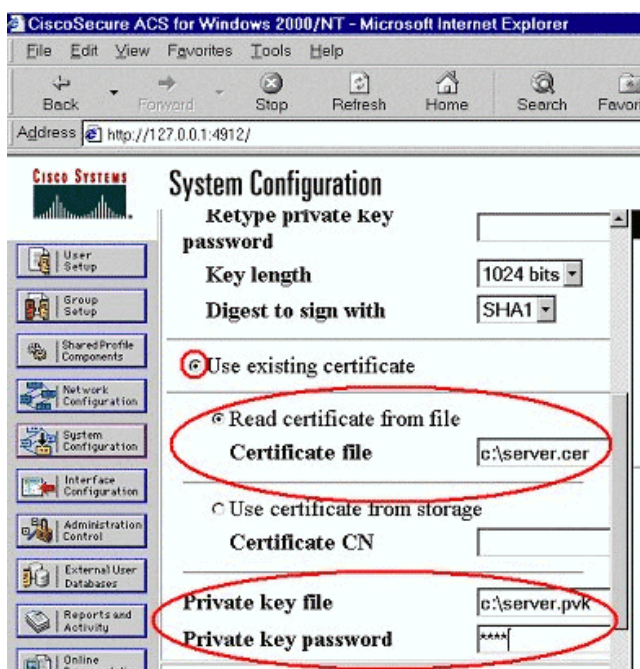 CiscoSecure ACS for Windows 2000/NT - Microsoft Internet Explorer
File Edit View Favorites Tools Help
Back Forward Stop Refresh Home Search Favor
Address http://127.0.0.1:4912/
CISCO SYSTEMS
System Configuration
User Setup
Group Setup
Shared Profile Components
Network Configuration
System Configuration
Interface Configuration
Administration Control
External User Databases
Reports and Activity
Online
Retype private key password
Key length 1024 bits
Digest to sign with SHA1
Use existing certificate
Read certificate from file
Certificate file c:\server.cer
Use certificate from storage
Certificate CN
Private key file c:\server.pvk
Private key password ****